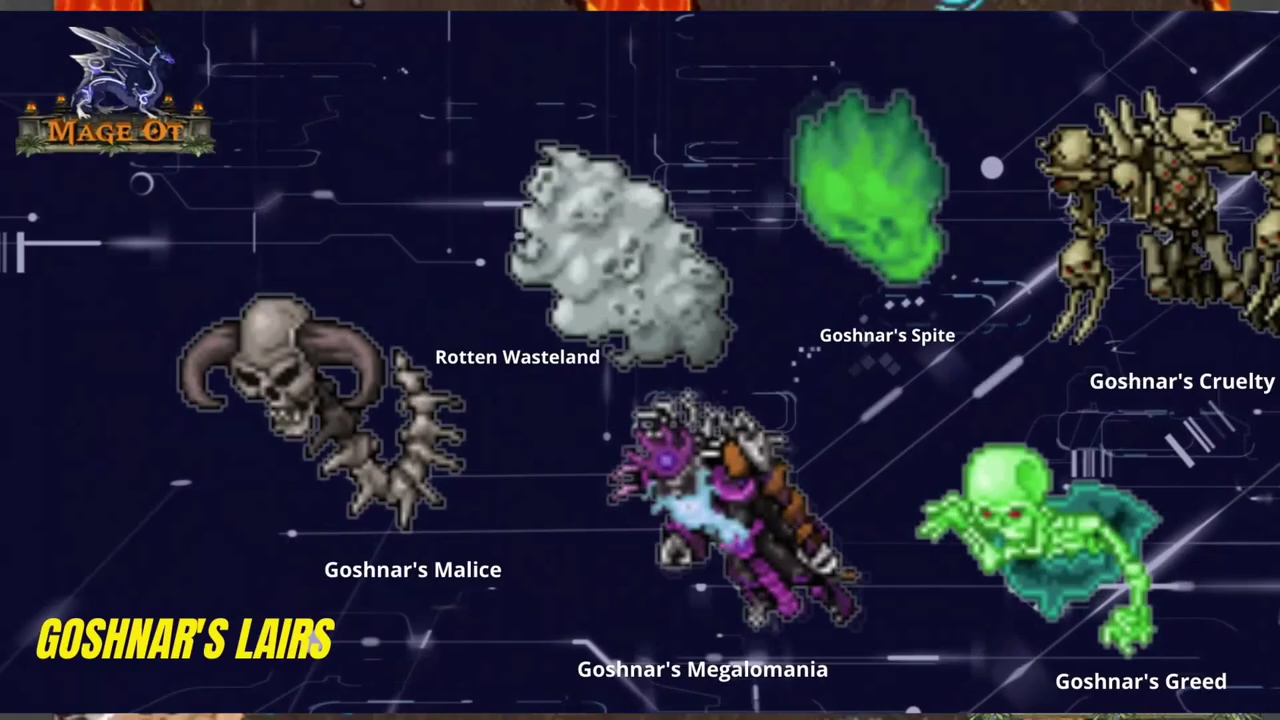 MAGE OT
Goshnar's Spite
Rotten Wasteland
Goshnar's Cruelty
Goshnar's Malice
GOSHNAR'S LAIRS
Goshnar's Megalomania
Goshnar's Greed